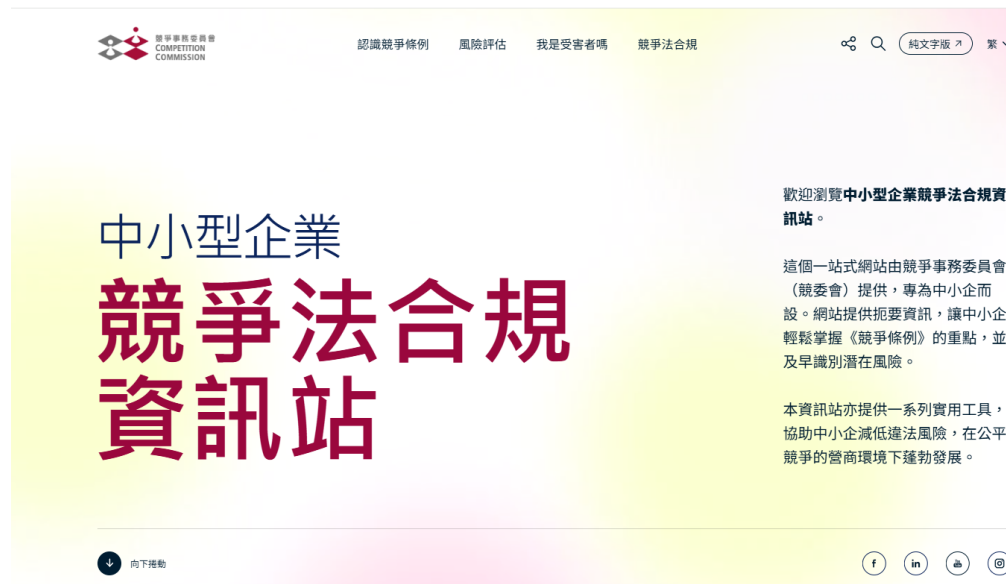 競爭事務委員會
COMPETITION
COMMISSION
認識競爭條例 風險評估 我是受害者嗎 競爭法合規
純文字版
繁
中小型企業
競爭法合規
資訊站
歡迎瀏覽中小型企業競爭法合規資
訊站。
這個一站式網站由競爭事務委員會
（競委會）提供，專為中小企而
設。網站提供扼要資訊，讓中小企
輕鬆掌握《競爭條例》的重點，並
及早識別潛在風險。
本資訊站亦提供一系列實用工具，
協助中小企減低違法風險，在公平
競爭的營商環境下蓬勃發展。
向下捲動